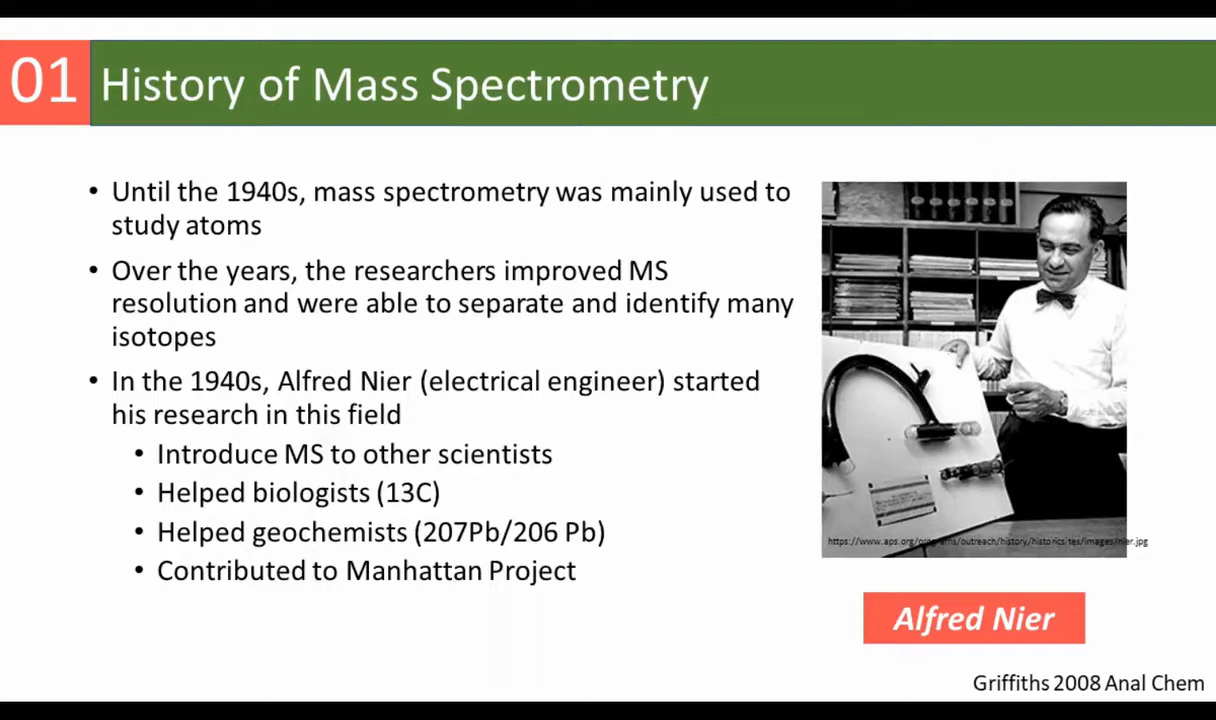 01 History of Mass Spectrometry
• Until the 1940s, mass spectrometry was mainly used to
study atoms
• Over the years, the researchers improved MS
resolution and were able to separate and identify many
isotopes
• In the 1940s, Alfred Nier (electrical engineer) started
his research in this field
• Introduce MS to other scientists
• Helped biologists (13C)
• Helped geochemists (207Pb/206 Pb)
• Contributed to Manhattan Project
Alfred Nier
Griffiths 2008 Anal Chem